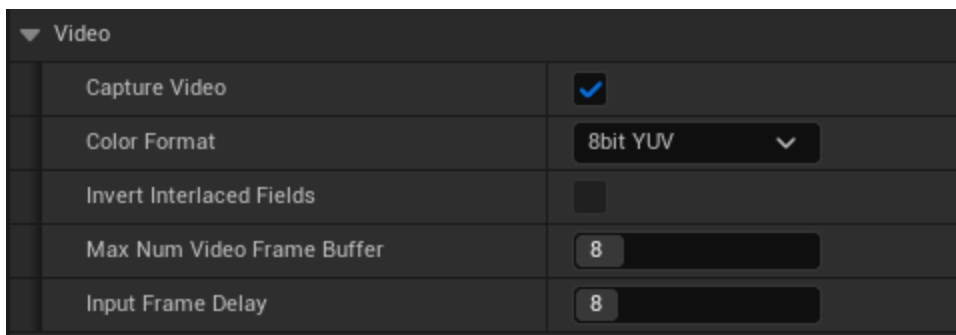 Video
Capture Video
Color Format 8bit YUV
Invert Interlaced Fields
Max Num Video Frame Buffer 8
Input Frame Delay 8